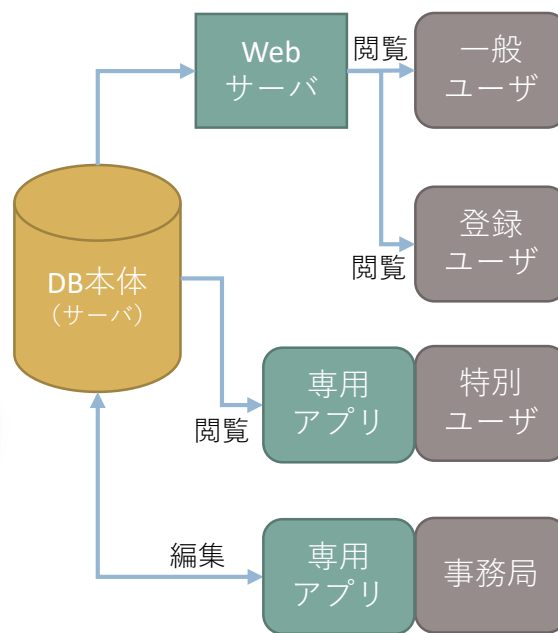 Web
サーバ
閲覧
一般
ユーザ
登録
ユーザ
閲覧
DB本体
（サーバ）
専用
アプリ
特別
ユーザ
閲覧
編集
専用
アプリ
事務局